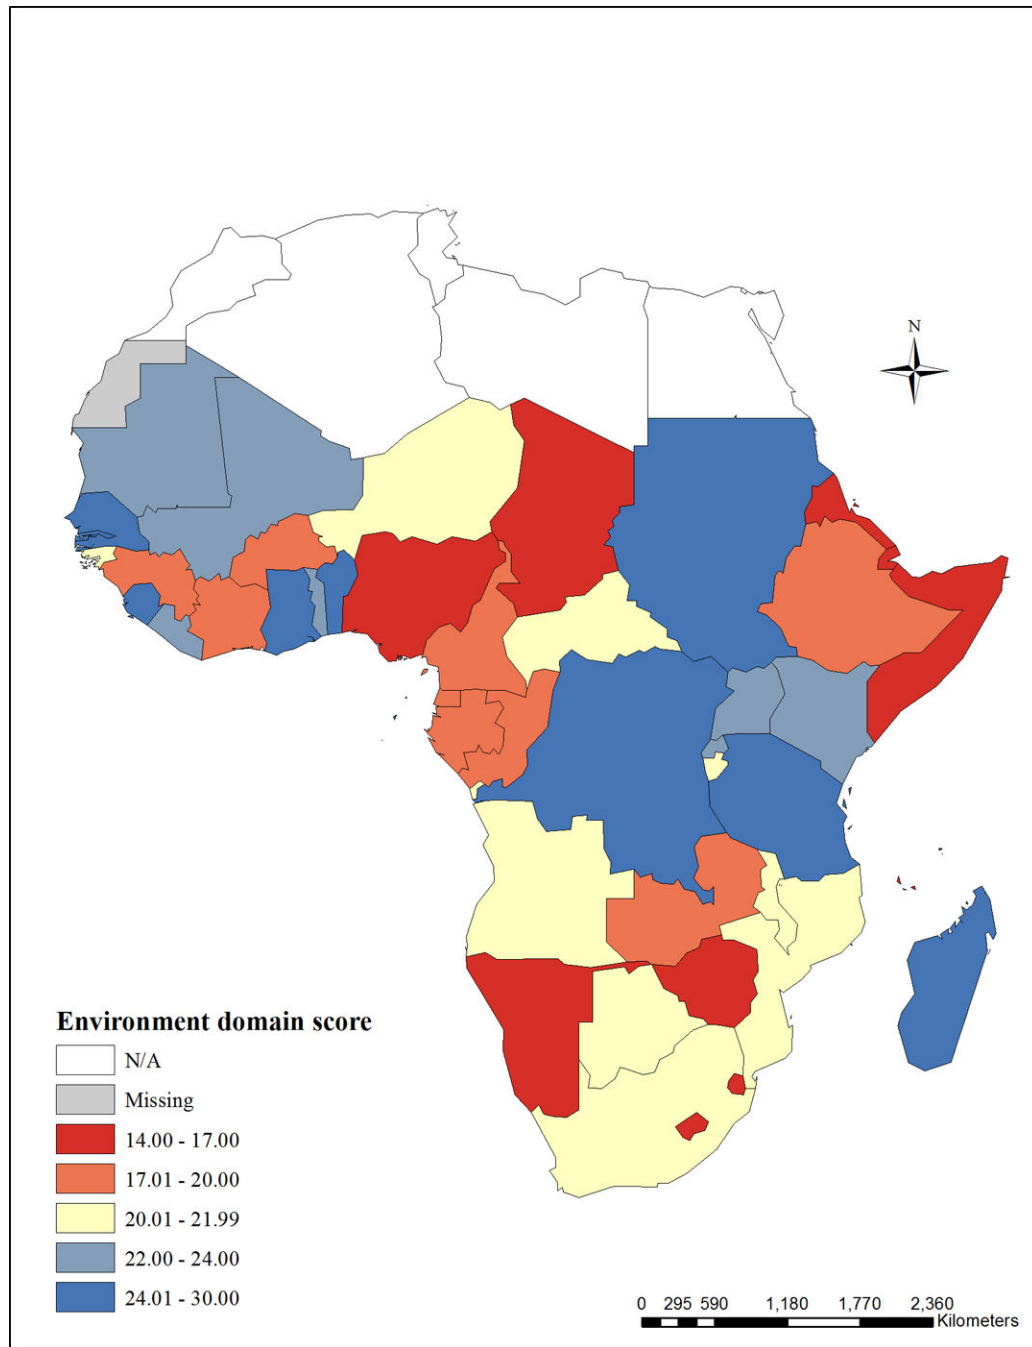 N
Environment domain score
N/A
Missing
14.00 - 17.00
17.01 - 20.00
20.01 - 21.99
22.00 - 24.00
24.01 - 30.00
0 295 590 1,180 1,770 2,360
Kilometers